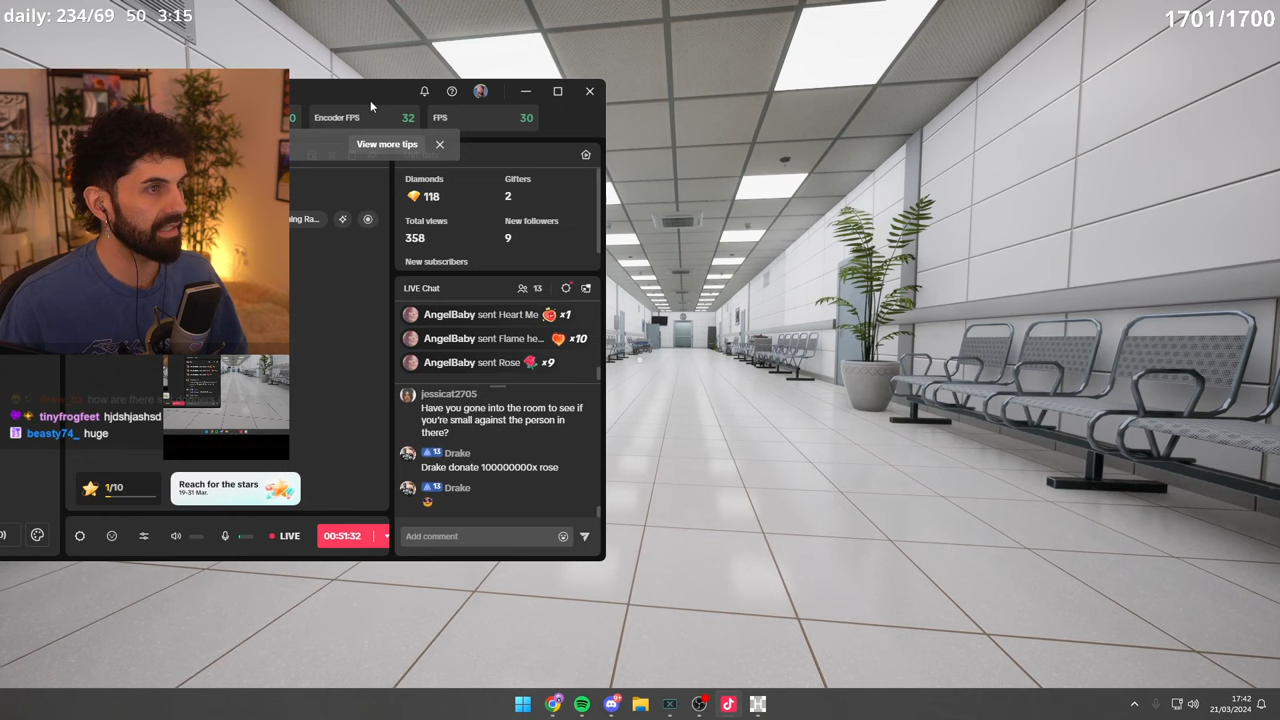 daily: 234/69 50 3:15
1701/1700
Encoder FPS 32
FPS 30
View more tips
Diamonds
118
Gifters
2
Total views
358
New followers
9
New subscribers
LIVE Chat
13
AngelBaby sent Heart Me x1
AngelBaby sent Flame he... x10
AngelBaby sent Rose x9
jessicat2705
Have you gone into the room to see if
you're small against the person in
there?
13 Drake
Drake donate 100000000x rose
13 Drake
Add comment
how are there
tinyfrogfeet hjdshjashsd
beasty74_ huge
1/10
Reach for the stars
19-31 Mar.
LIVE
00:51:32
17:42
21/03/2024